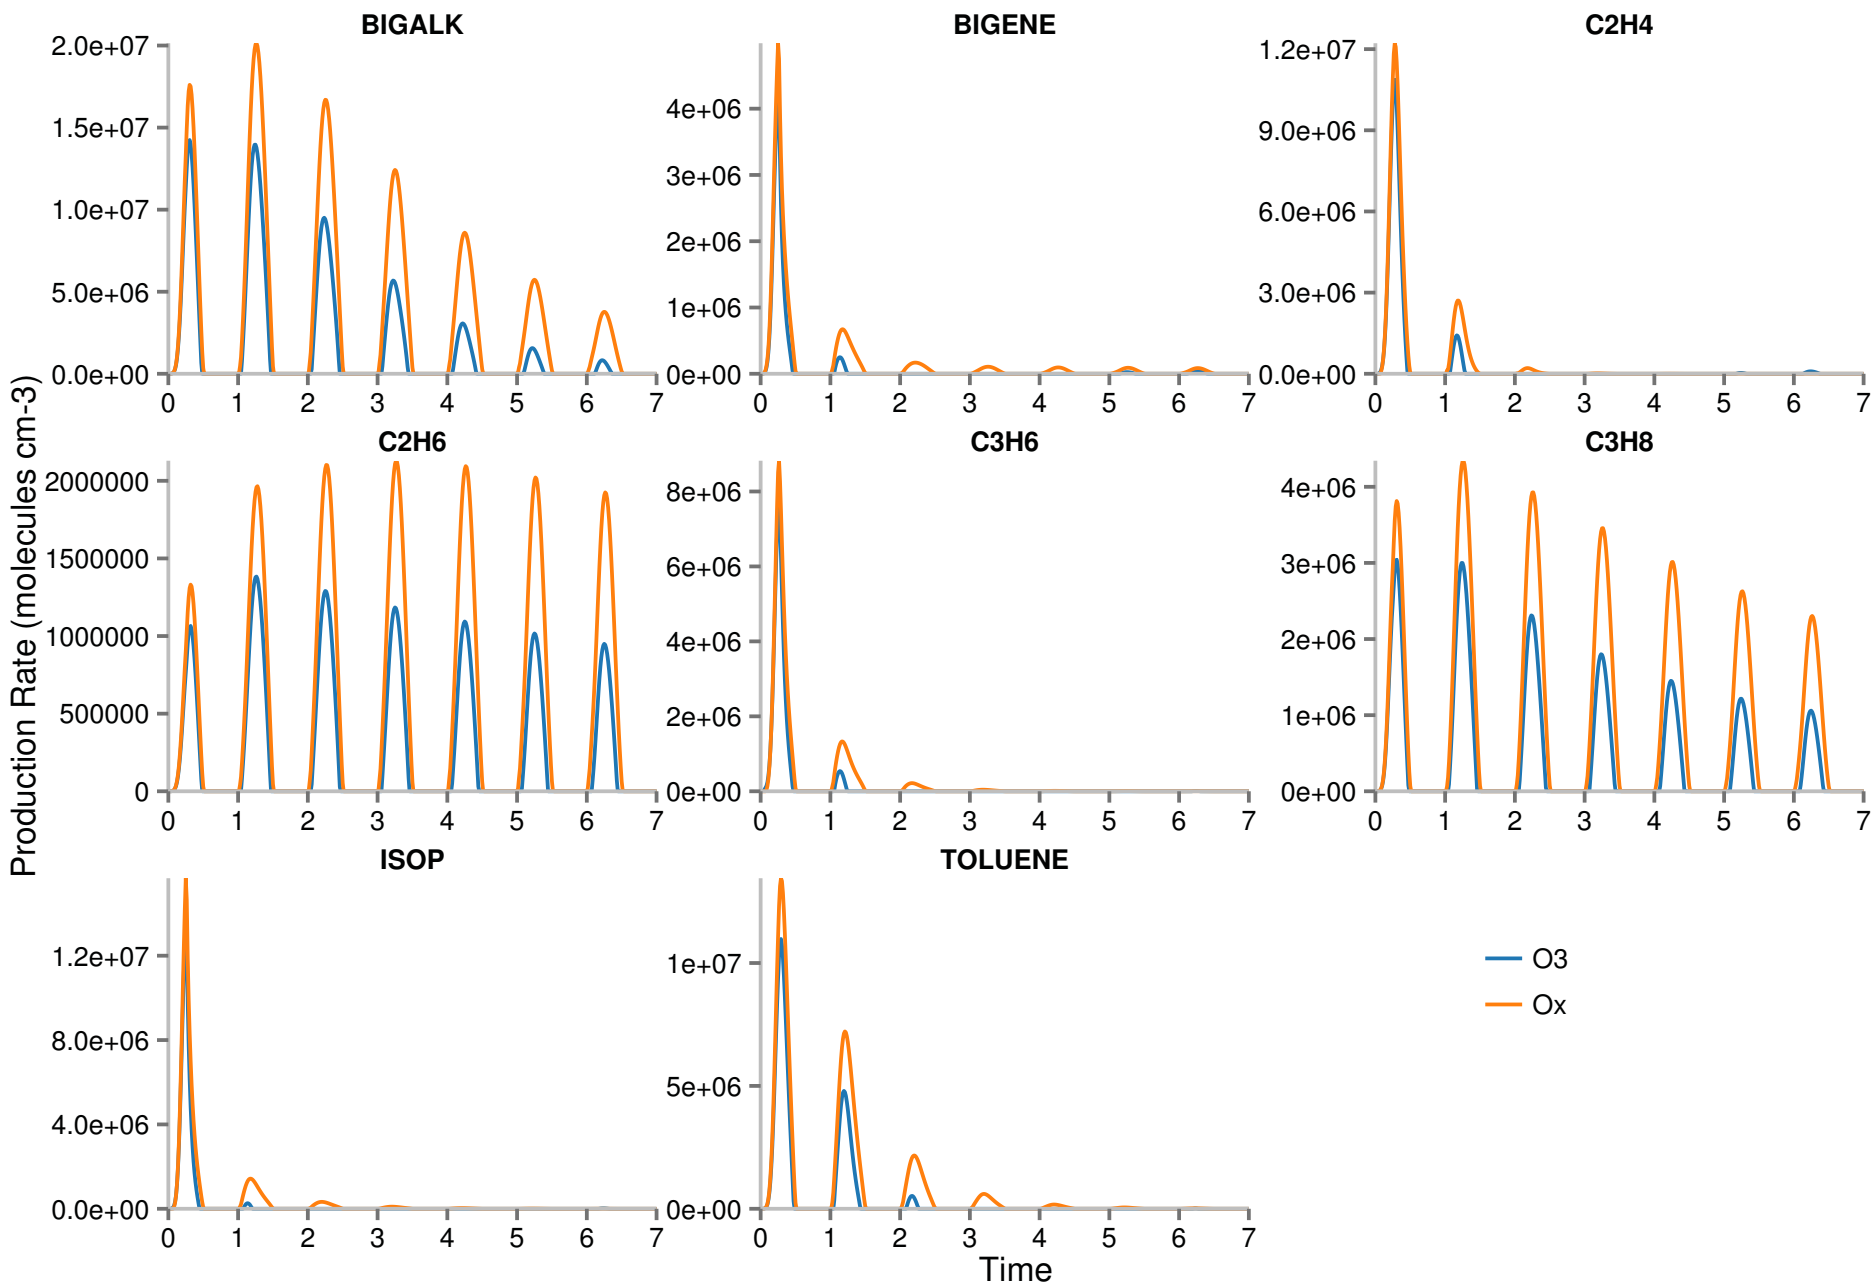 BIGALK
BIGENE
C2H4
2.0e+07
1.5e+07
1.0e+07
5.0e+06
0.0e+00
0 1 2 3 4 5 6 7
4e+06
3e+06
2e+06
1e+06
0e+00
0 1 2 3 4 5 6 7
1.2e+07
9.0e+06
6.0e+06
3.0e+06
0.0e+00
0 1 2 3 4 5 6 7
C2H6
C3H6
C3H8
2000000
1500000
1000000
500000
0
0 1 2 3 4 5 6 7
8e+06
6e+06
4e+06
2e+06
0e+00
0 1 2 3 4 5 6 7
4e+06
3e+06
2e+06
1e+06
0e+00
0 1 2 3 4 5 6 7
ISOP
TOLUENE
1.2e+07
8.0e+06
4.0e+06
0.0e+00
0 1 2 3 4 5 6 7
1e+07
5e+06
0e+00
0 1 2 3 4 5 6 7
O3
Ox
Time
Production Rate (molecules cm-3)